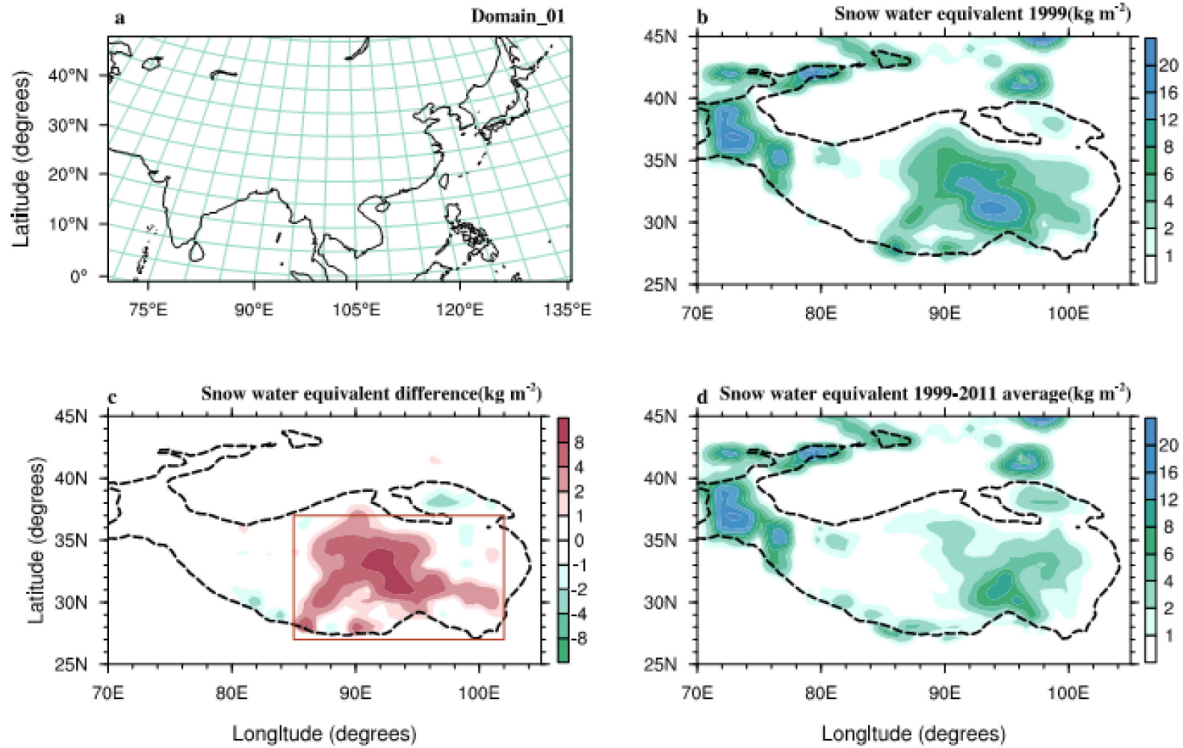 a Domain_01
40°N
30°N
20°N
10°N
0°
Latitude (degrees)
75°E 90°E 105°E 120°E 135°E
b Snow water equivalent 1999(kg m⁻²)
45N
40N
35N
30N
25N
70E 80E 90E 100E
20
16
12
8
6
4
2
1
c Snow water equivalent difference(kg m⁻²)
45N
40N
35N
30N
25N
Latitude (degrees)
70E 80E 90E 100E
Longltude (degrees)
8
4
2
1
0
-1
-2
-4
-8
d Snow water equivalent 1999-2011 average(kg m⁻²)
45N
40N
35N
30N
25N
70E 80E 90E 100E
Longltude (degrees)
20
16
12
8
6
4
2
1